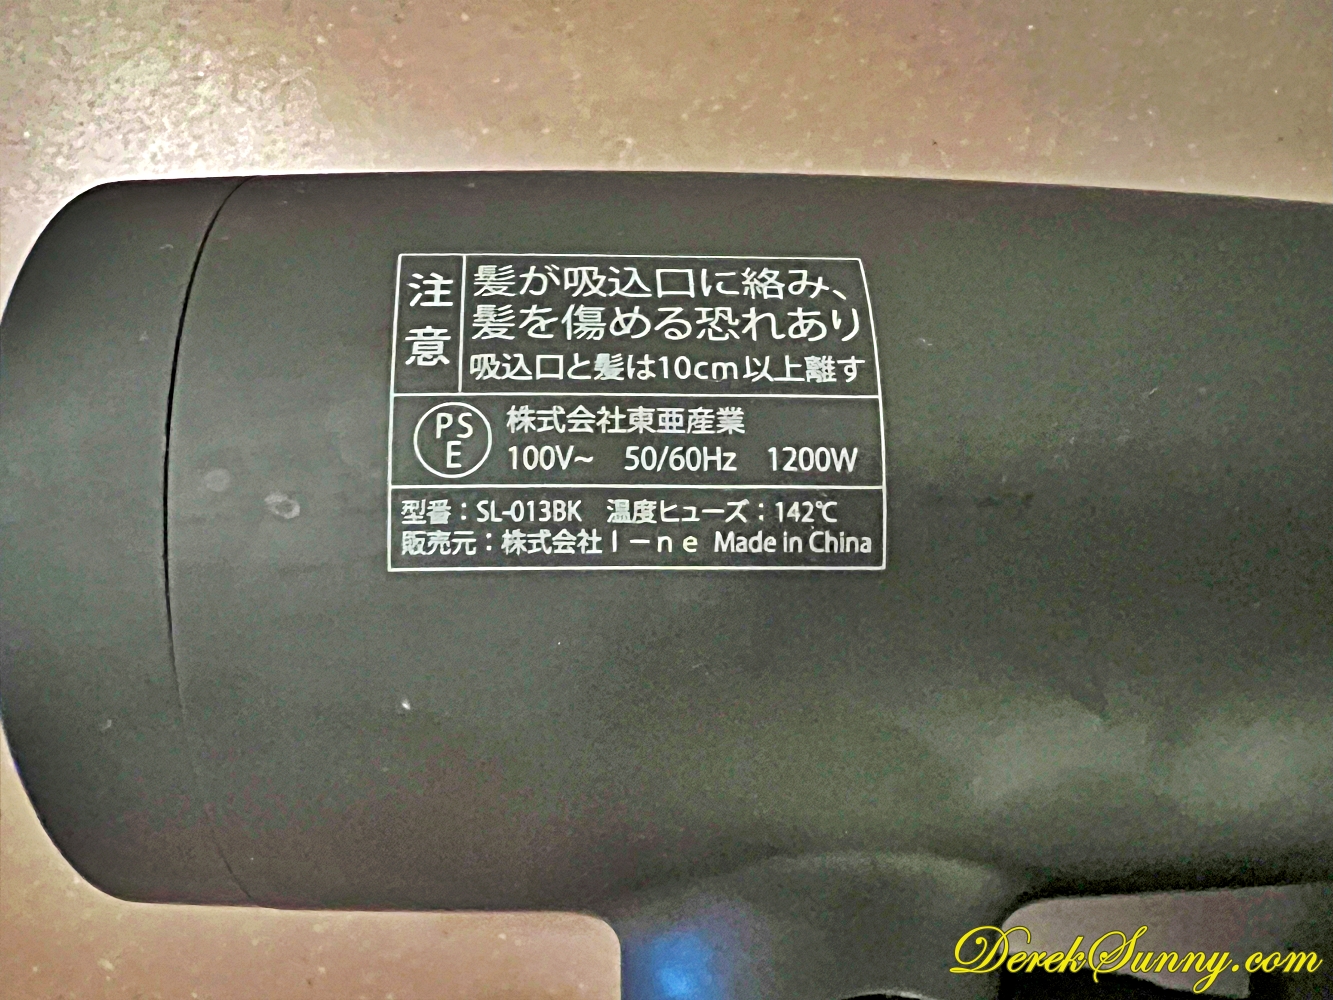 注意
髪が吸込口に絡み、
髪を傷める恐れあり
吸込口と髪は10cm以上離す
PSE 株式会社東亜産業
100V~ 50/60Hz 1200W
型番：SL-013BK 温度ヒューズ：142℃
販売元：株式会社Ｉ－ｎｅ Made in China
DerekSunny.com